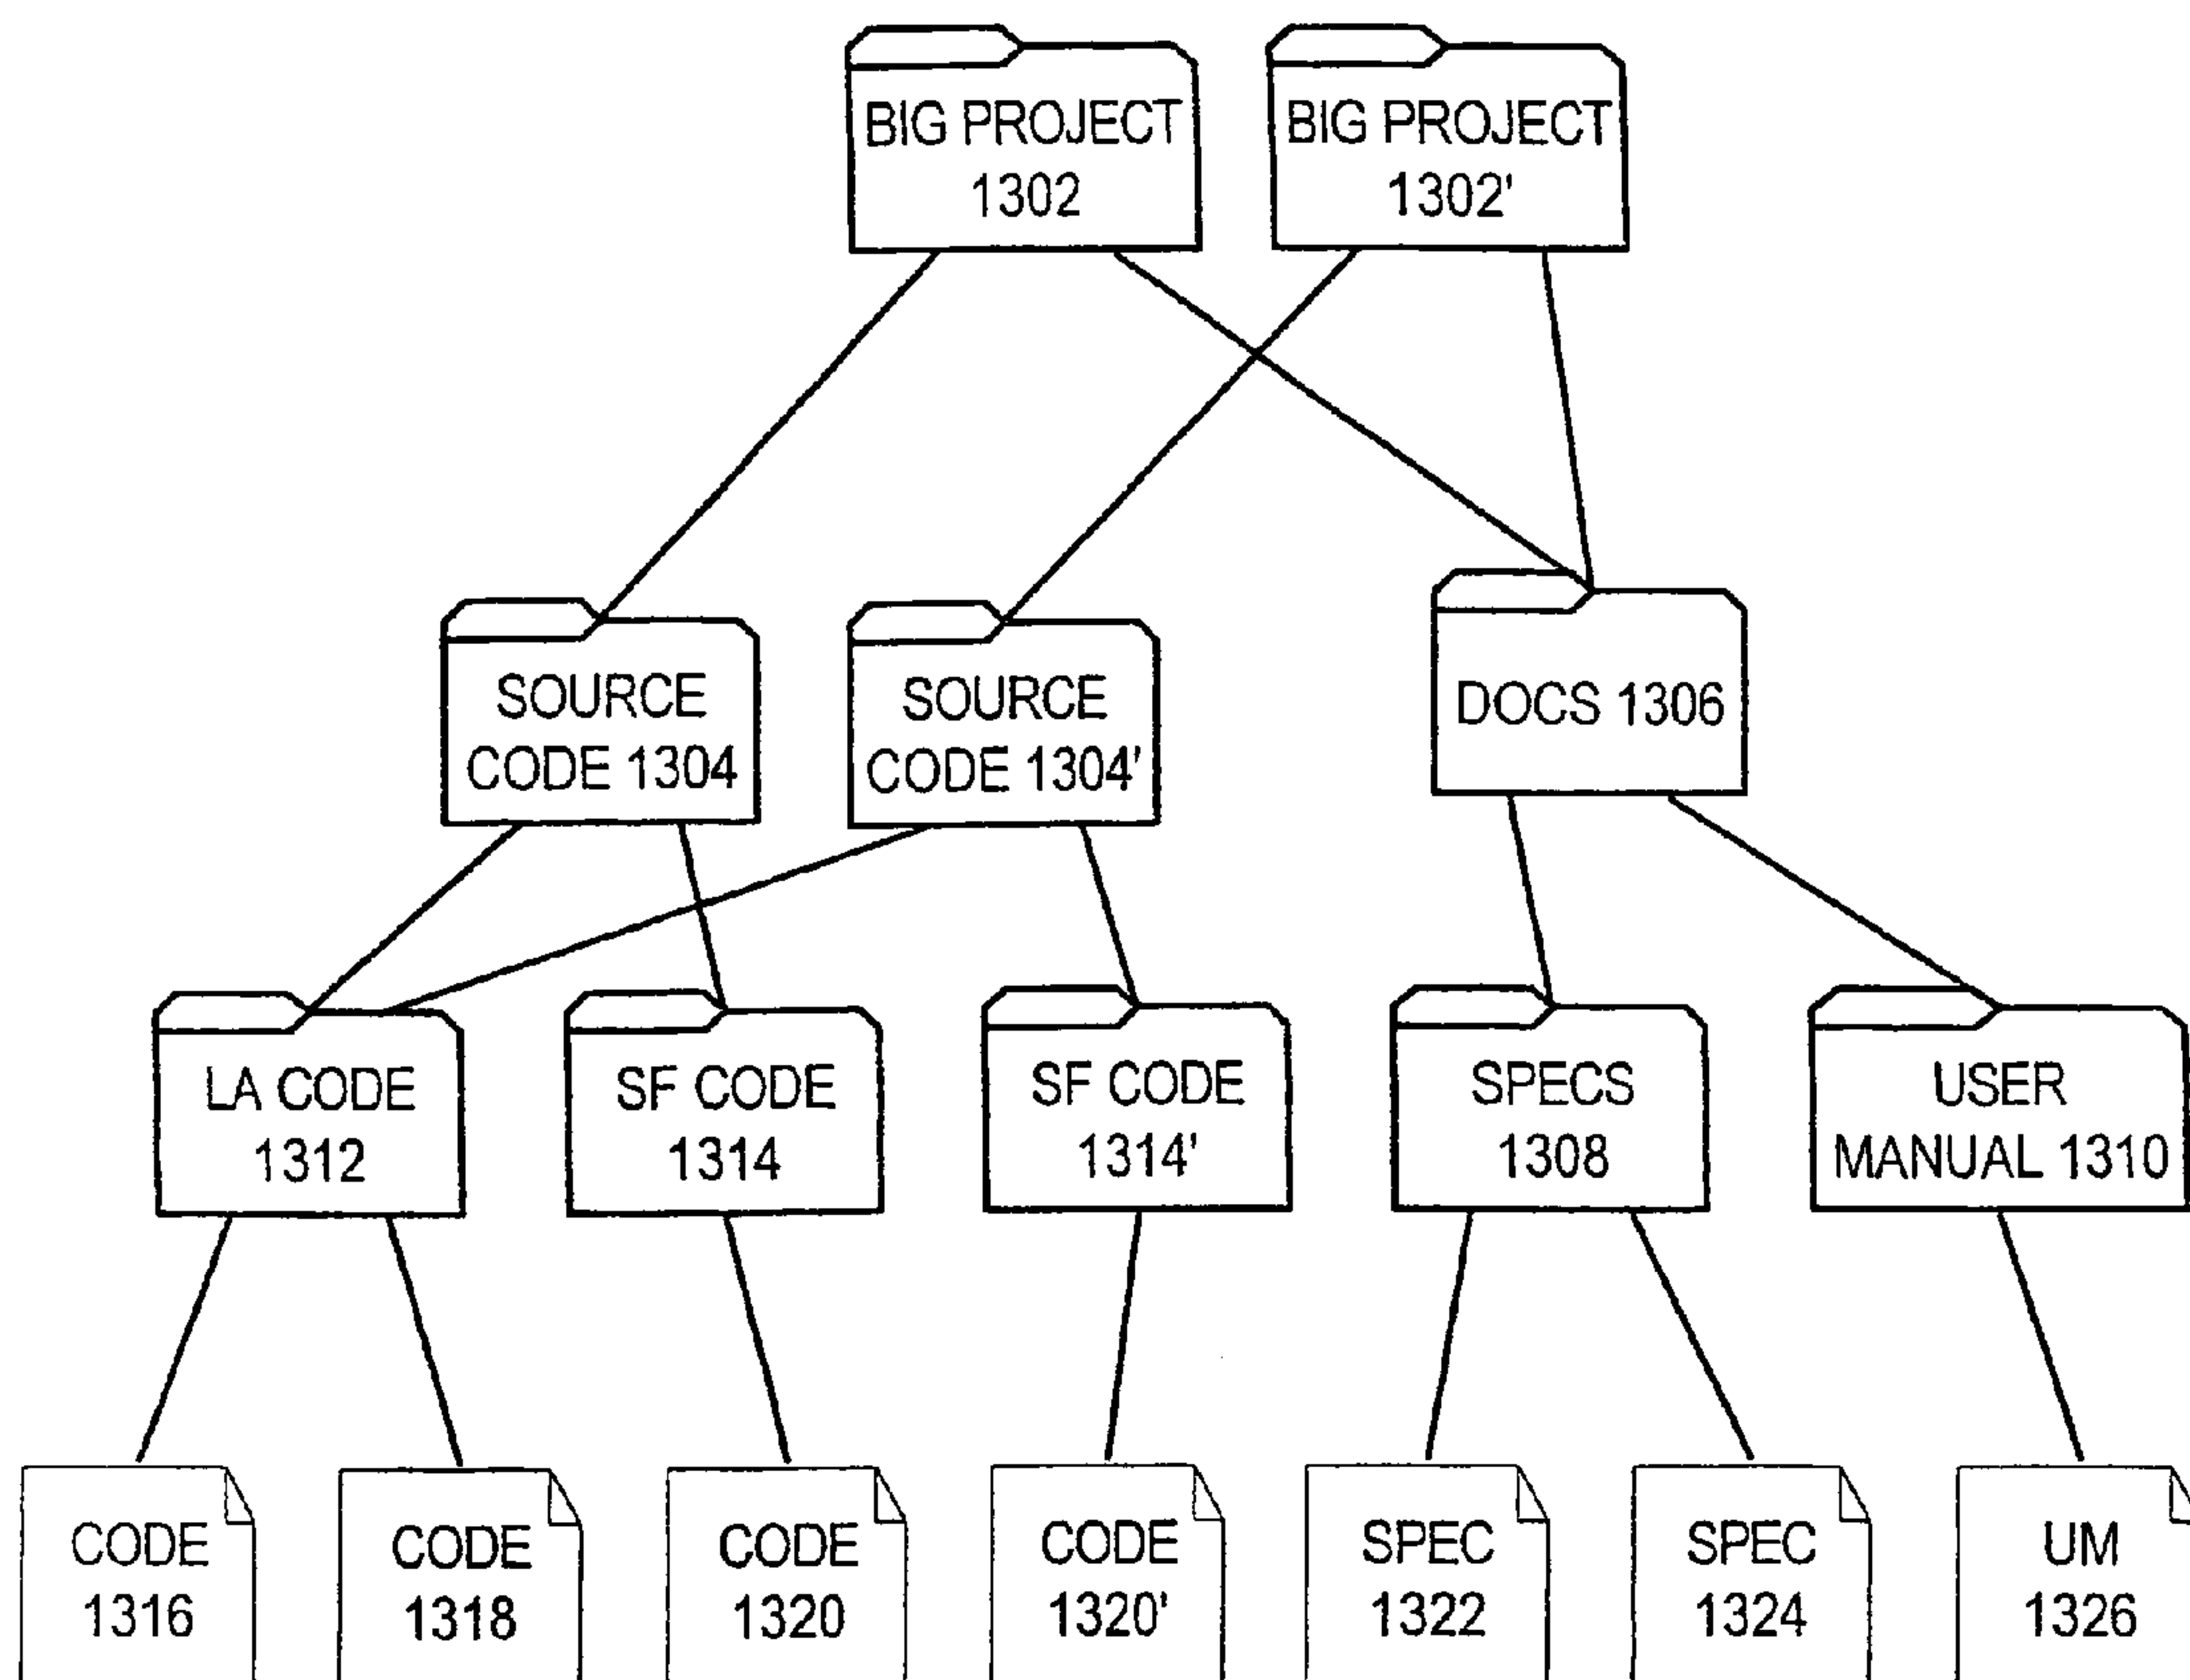 BIG PROJECT
1302
BIG PROJECT
1302'
SOURCE
CODE 1304
SOURCE
CODE 1304'
DOCS 1306
LA CODE
1312
SF CODE
1314
SF CODE
1314'
SPECS
1308
USER
MANUAL 1310
CODE
1316
CODE
1318
CODE
1320
CODE
1320'
SPEC
1322
SPEC
1324
UM
1326